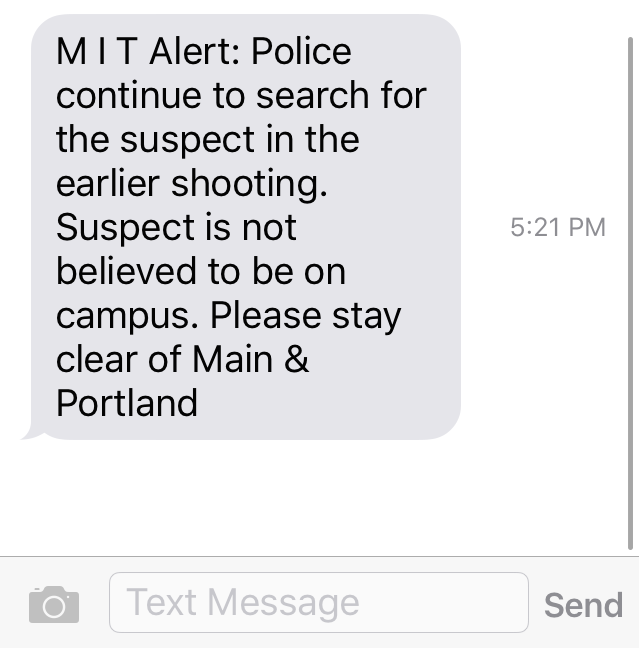 M I T Alert: Police
continue to search for
the suspect in the
earlier shooting.
Suspect is not
believed to be on
campus. Please stay
clear of Main &
Portland
5:21 PM
Text Message
Send